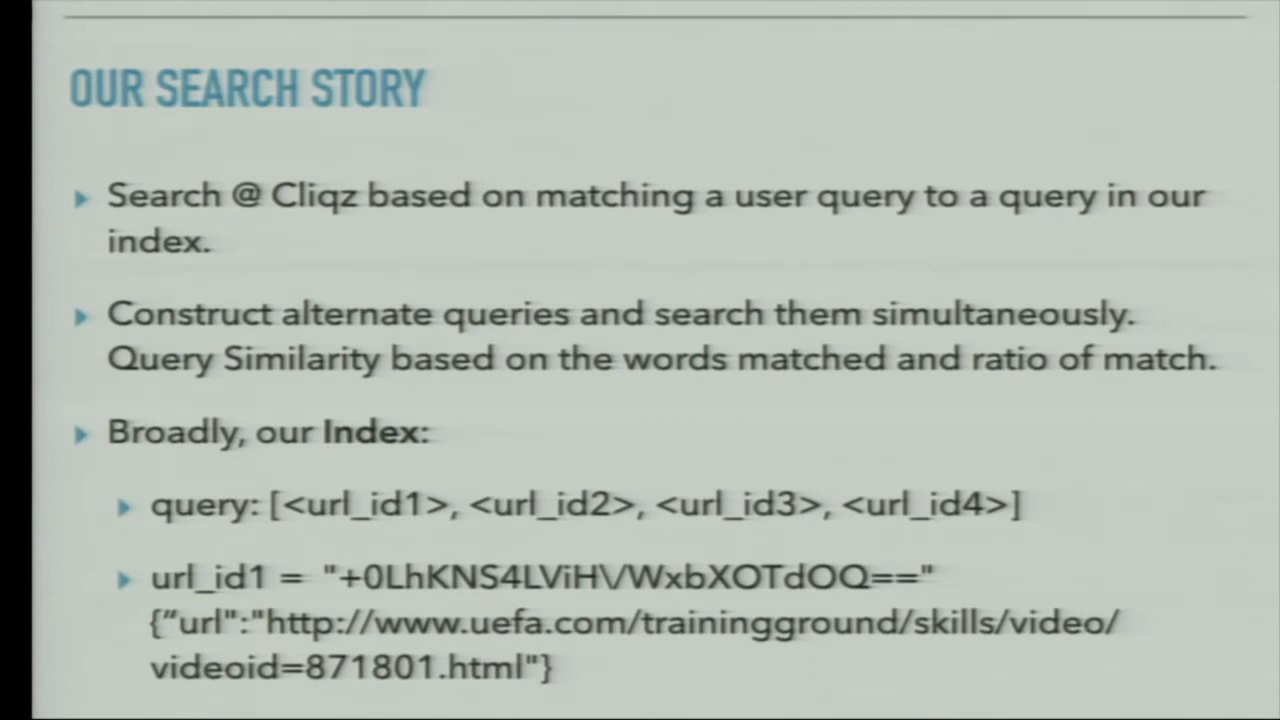 OUR SEARCH STORY
Search @ Cliqz based on matching a user query to a query in our
index.
Construct alternate queries and search them simultaneously.
Query Similarity based on the words matched and ratio of match.
Broadly, our Index:
query: [<url_id1>, <url_id2>, <url_id3>, <url_id4>]
url_id1 = "+0LhKNS4LViH\/WxbXOTdOQ=="
{“url":"http://www.uefa.com/trainingground/skills/video/
videoid=871801.html"}